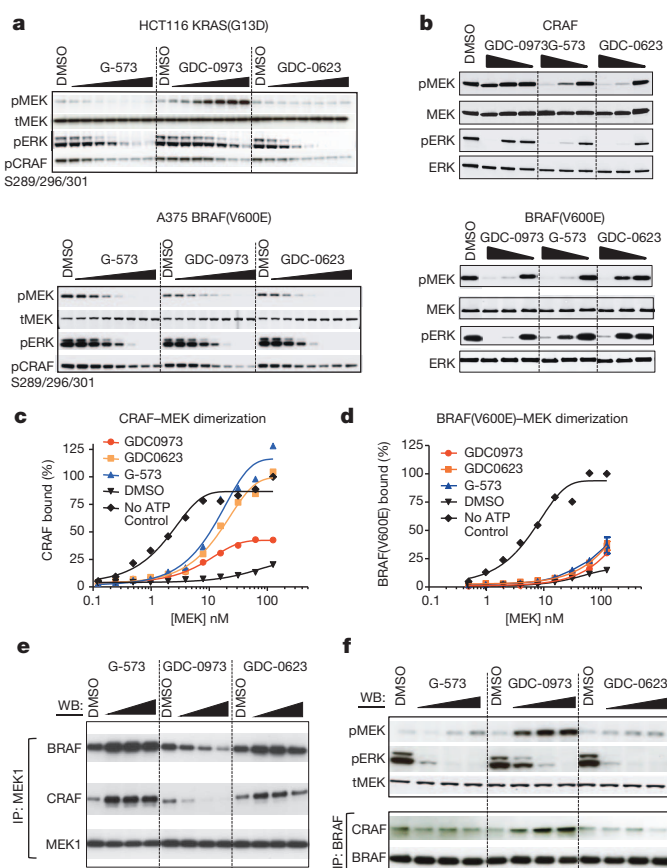 a
HCT116 KRAS(G13D)
DMSO
G-573
GDC-0973
GDC-0623
pMEK
tMEK
pERK
pCRAF
S289/296/301
A375 BRAF(V600E)
DMSO
G-573
DMSO
GDC-0973
DMSO
GDC-0623
pMEK
tMEK
pERK
pCRAF
S289/296/301
b
CRAF
DMSO
GDC-0973
G-573
GDC-0623
pMEK
MEK
pERK
ERK
BRAF(V600E)
DMSO
GDC-0973
G-573
GDC-0623
pMEK
MEK
pERK
ERK
c
CRAF–MEK dimerization
GDC0973
GDC0623
G-573
DMSO
No ATP
Control
CRAF bound (%)
125
100
75
50
25
0
0.1
1
10
100
[MEK] nM
d
BRAF(V600E)–MEK dimerization
GDC0973
GDC0623
G-573
DMSO
No ATP
Control
BRAF(V600E) bound (%)
125
100
75
50
25
0
0.1
1
10
100
[MEK] nM
e
WB:
DMSO
G-573
DMSO
GDC-0973
DMSO
GDC-0623
IP: MEK1
BRAF
CRAF
MEK1
f
WB:
DMSO
G-573
DMSO
GDC-0973
DMSO
GDC-0623
pMEK
pERK
tMEK
IP: BRAF
CRAF
BRAF